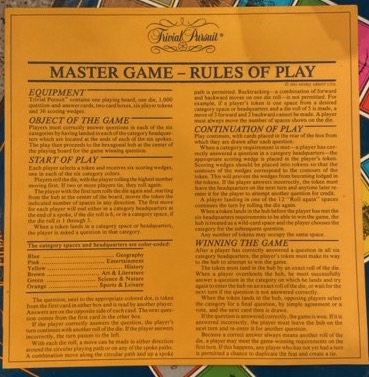 Trivial Pursuit
MASTER GAME – RULES OF PLAY
EQUIPMENT
Trivial Pursuit contains one playing board, one die, 1,000
question and answer cards, two card boxes, six player tokens
and 36 scoring wedges.
OBJECT OF THE GAME
Players must correctly answer questions in each of the six
categories by having landed in each of the category headquar-
ters which are located at the ends of each of the six spokes.
The play then proceeds to the hexagonal hub at the center of
the playing board for the game winning question.
START OF PLAY
Each player selects a token and receives six scoring wedges,
one in each of the six category colors.
Players roll the die, with the player rolling the highest number
moving first. If two or more players tie, they roll again.
The player with the first turn rolls the die again and, starting
from the hub at the center of the board, moves the token the
indicated number of spaces in any direction. The first move
for each player will end either in a category headquarters at
the end of a spoke, if the die roll is 6, or in a category space, if
the die roll is 1 through 5.
When a token lands in a category space or headquarters,
the player is asked a question in that category.
The category spaces and headquarters are color-coded:
Blue Geography
Pink Entertainment
Yellow History
Brown Art & Literature
Green Science & Nature
Orange Sports & Leisure
The question, next to the appropriate colored dot, is taken
from the first card in either box and is read by another player.
Answers are on the opposite side of each card. The next ques-
tion comes from the first card in the other box.
If the player correctly answers the question, the player's
turn continues with another roll of the die. If the player answers
incorrectly, the turn passes to the left.
With each die roll, a move can be made in either direction
around the circular playing path or on any of the spoke paths.
A combination move along the circular path and up a spoke
path is permitted. Backtracking—a combination of forward
and backward moves on one die roll—is not permitted. For
example, if a player's token is one space from a desired
category space or headquarters and a die roll of 5 is made, a
move of 3 forward and 2 backward cannot be made. A player
must always move the number of spaces shown on the die.
CONTINUATION OF PLAY
Play continues, with cards placed in the rear of the box from
which they are drawn after each question.
When a category requirement is met—a player has cor-
rectly answered a question in a category headquarters—the
appropriate scoring wedge is placed in the player's token.
Scoring wedges should be placed into tokens so that the
contours of the wedges correspond to the contours of the
token. This will prevent the wedges from becoming lodged in
the tokens. If the player answers incorrectly, the token must
leave the headquarters on the next turn and anytime later re-
enter it for the player to attempt another question for credit.
A player landing in one of the 12 "Roll again" spaces
continues the turn by rolling the die again.
When a token lands in the hub before the player has met the
six headquarters requirements to be able to win the game, the
hub is treated as a wild card space and the player chooses the
category for the subsequent question.
Any number of tokens may occupy the same space.
WINNING THE GAME
After a player has correctly answered a question in all six
category headquarters, the player's token must make its way
to the hub to attempt to win the game.
The token must land in the hub by an exact roll of the die.
When a player overshoots the hub, he must successfully
answer a question in the category on which he lands and try
again to enter the hub on an exact roll of the die, or wait for the
next turn if the question is not answered correctly.
When the token lands in the hub, opposing players select
the category for a final question, by simple agreement or a
vote, and the next card is then drawn.
If the question is answered correctly, the game is won. If it is
answered incorrectly, the player must leave the hub on the
next turn and re-enter it for another question.
Because a correct answer always means another roll of the
die, a player may meet the game-winning requirements on the
first turn. If this happens, any player who has not yet had a turn
is permitted a chance to duplicate the feat and create a tie.